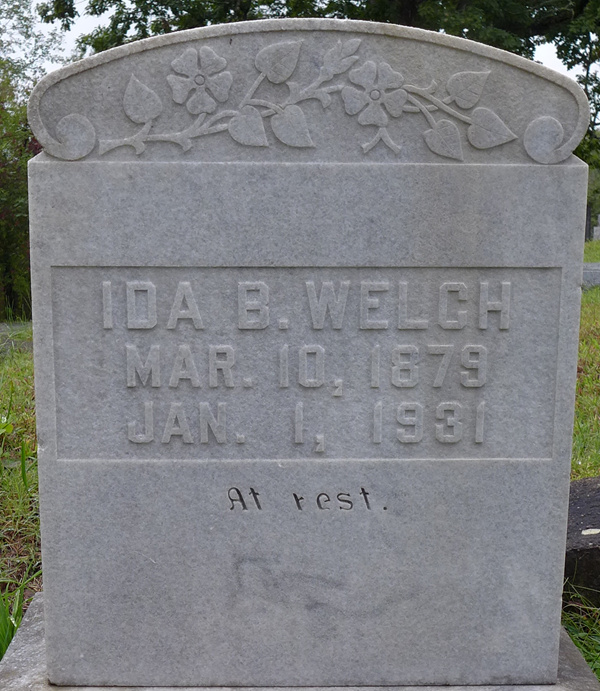 IDA B. WELCH
MAR. 10, 1879
JAN. 1, 1931
At rest.